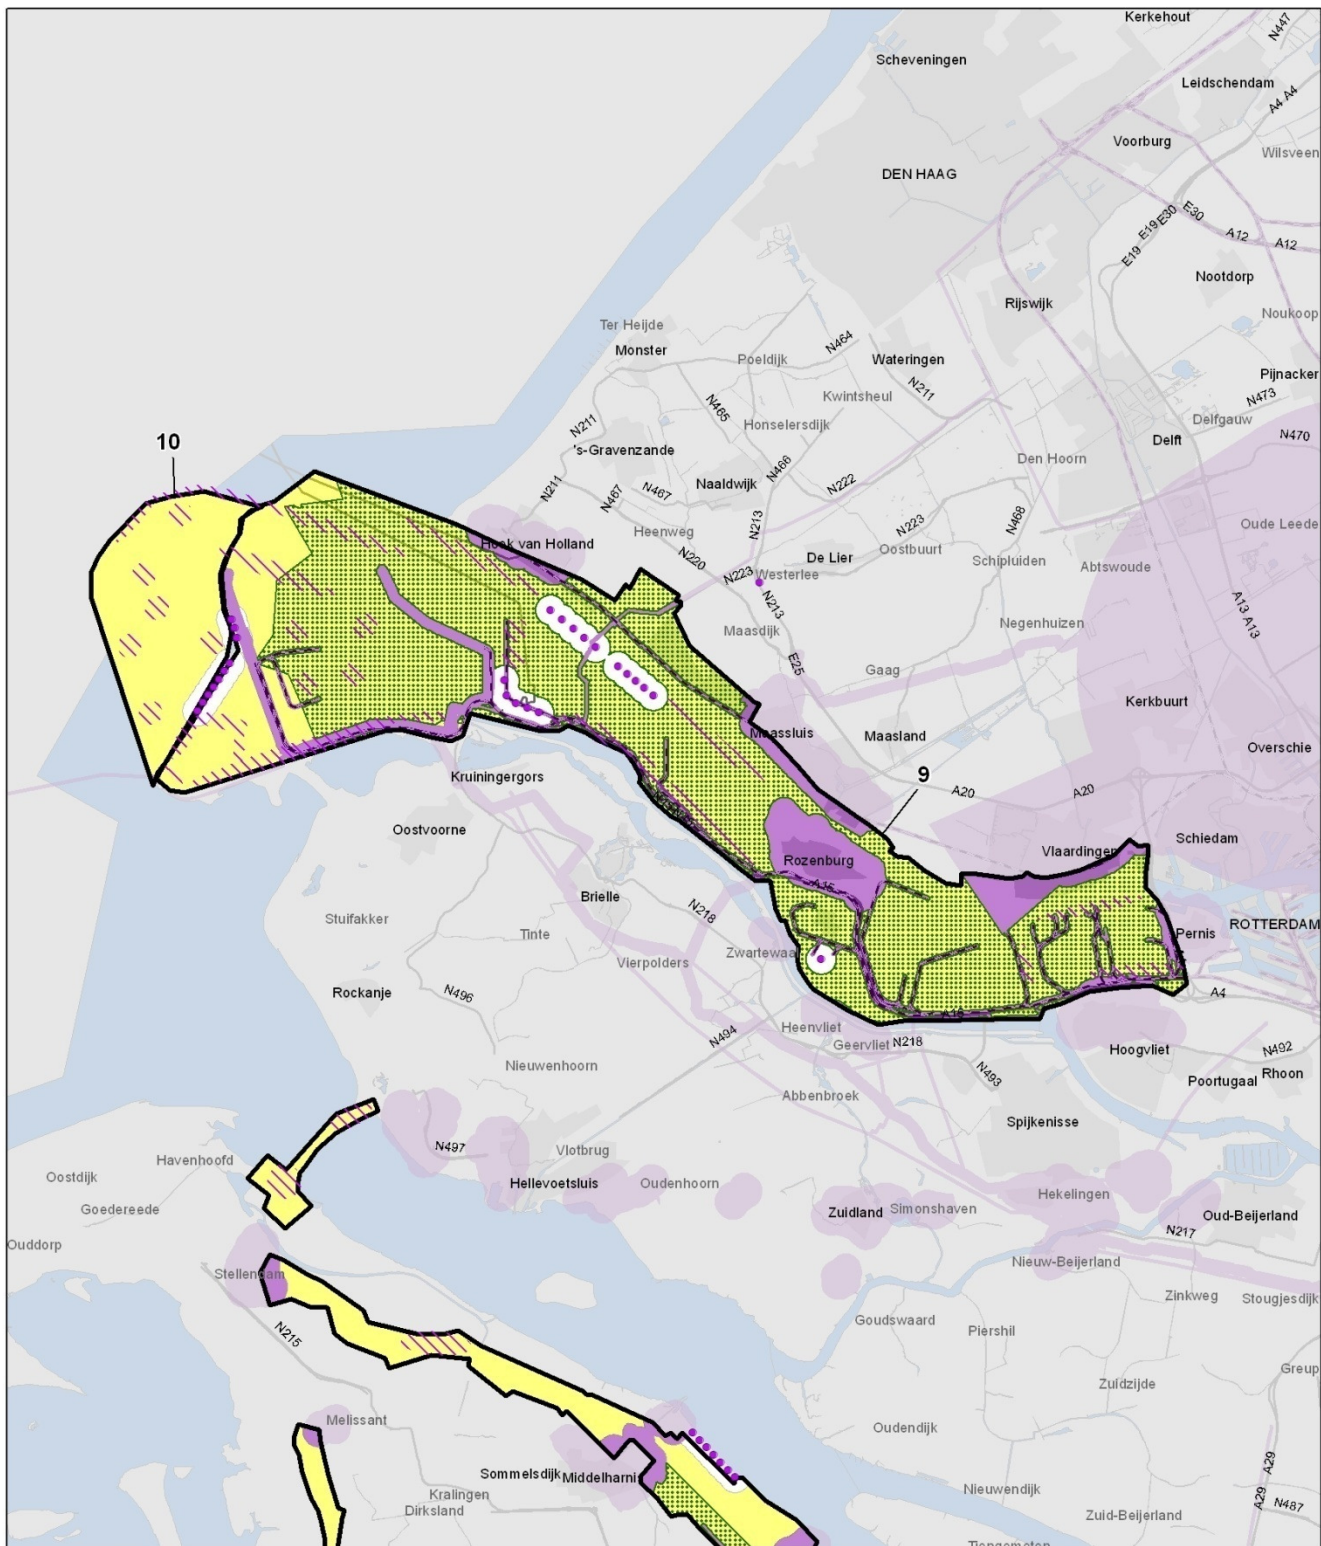 Kerkehout
N447
Scheveningen
Leidschendam
A4 A4
Voorburg
Wilsveen
DEN HAAG
E19
E30
E30
A12
A12
E19
Nootdorp
Rijswijk
Noukoop
Ter Heijde
Monster
Poeldijk
N464
Wateringen
Pijnacker
N211
Kwintsheul
N465
N473
N211
Honselersdijk
Delfgauw
Delft
N470
's-Gravenzande
Den Hoorn
10
N466
Naaldwijk
N211
N467
N467
N222
N468
N213
N223
Oude Leede
Heenweg
Hoek van Holland
N220
De Lier
Oostbuurt
Schipluiden
Abtswoude
N223
Westerlee
N213
A13 A13
Maasdijk
Negenhuizen
E25
Gaag
Kerkbuurt
Maassluis
Maasland
Overschie
Kruiningergors
9
A20
A20
Oostvoorne
Schiedam
Vlaardingen
Rozenburg
A15
Brielle
N218
Stuifakker
ROTTERDAM
Tinte
Pernis
Zwartewaa
Vierpolders
Rockanje
N496
A4
A15
Heenvliet
N494
Geervliet
N218
Hoogvliet
N492
Nieuwenhoorn
N493
Rhoon
Poortugaal
Abbenbroek
Spijkenisse
N497
Vlotbrug
Havenhoofd
Oostdijk
Hellevoetsluis
Oudenhoorn
Hekelingen
Goedereede
Zuidland
Simonshaven
Oud-Beijerland
N217
Ouddorp
Nieuw-Beijerland
Stellendam
Zinkweg
Stougjesdijk
Goudswaard
N215
Piershil
Greup
Zuidzijde
Melissant
Oudendijk
Sommelsdijk
Middelharni
A29
Kralingen
Nieuwendijk
A29
N487
Dirksland
Zuid-Beijerland
Tiengemeten